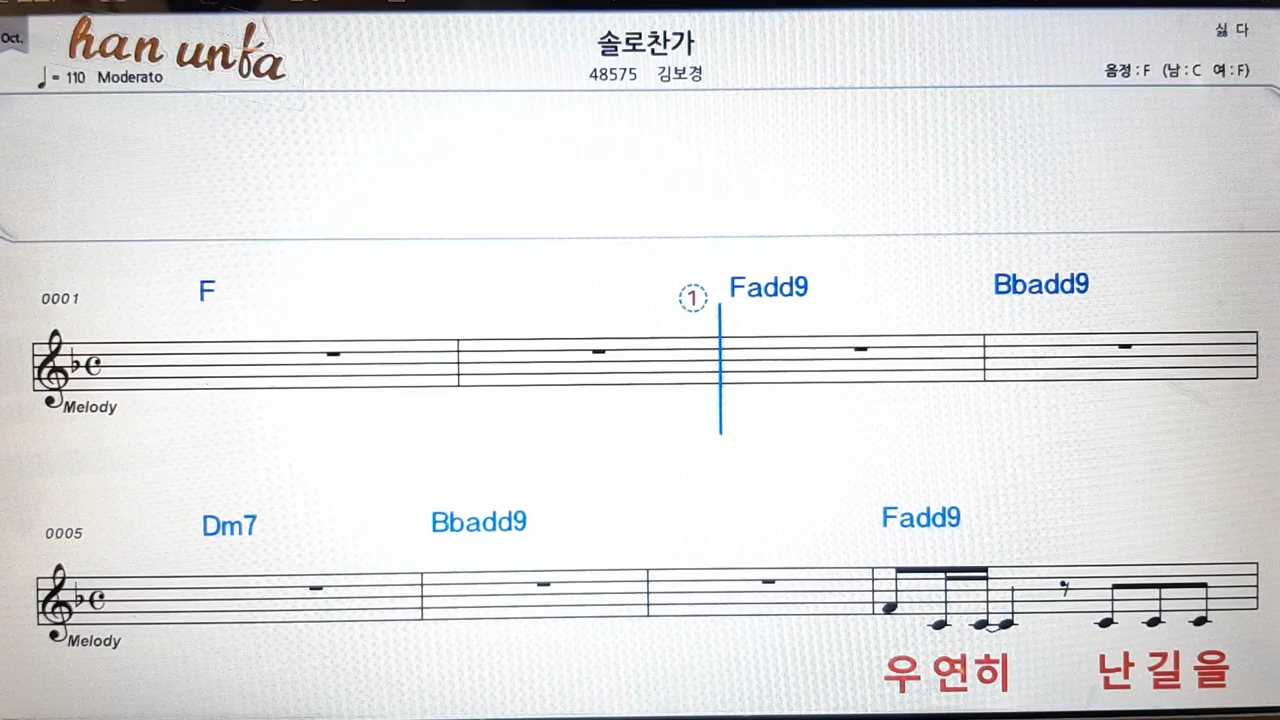 Oct.
han unfa
솔로찬가
싫 다
= 110 Moderato
48575 김보경
음정 : F (남 : C 여 : F)
0001
F
1
Fadd9
Bbadd9
Melody
0005
Dm7
Bbadd9
Fadd9
Melody
우 연히 난 길 을